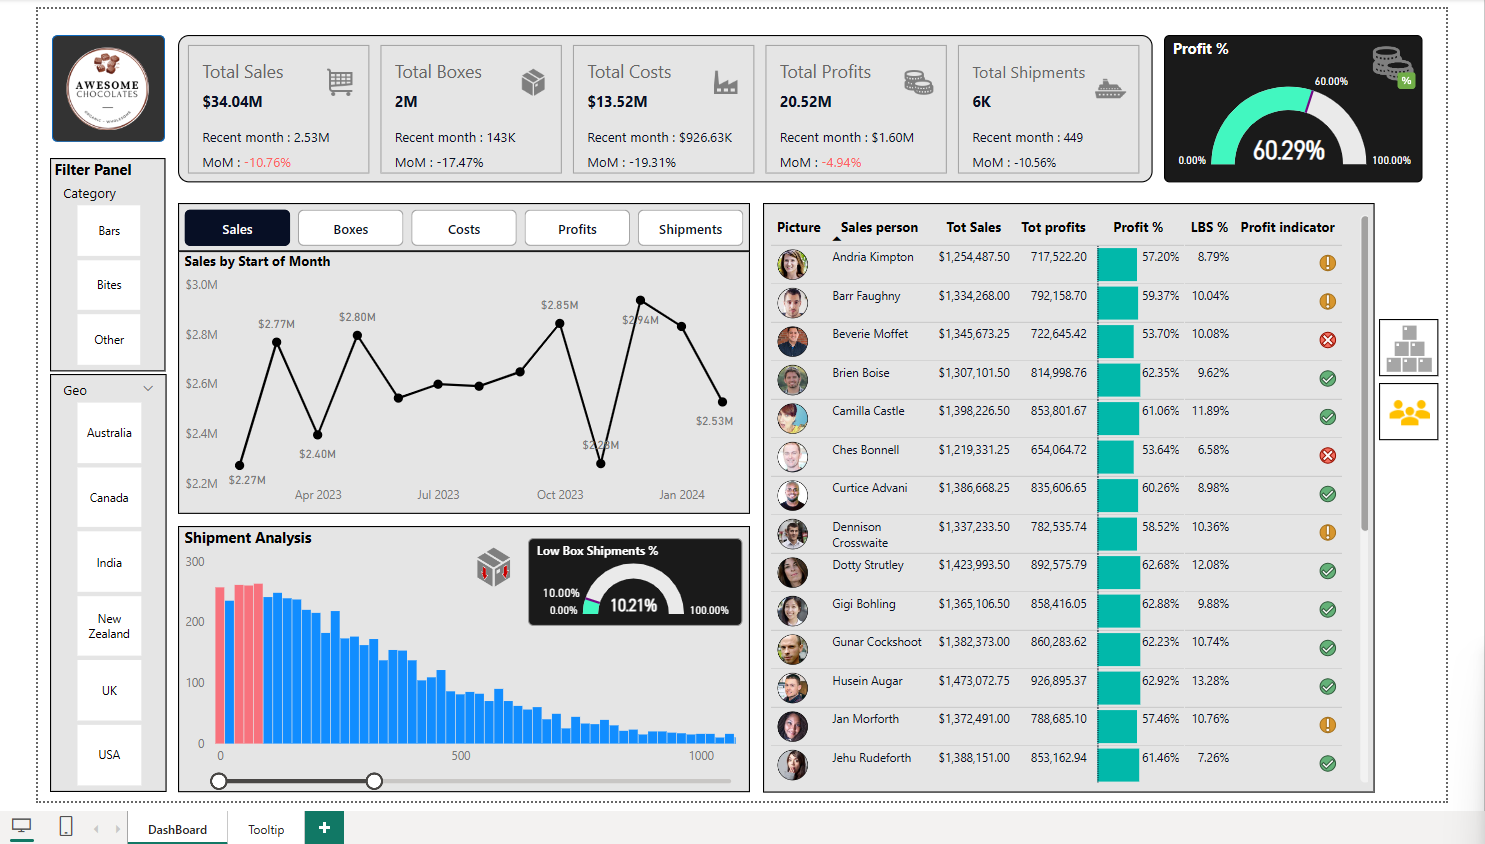 AWESOME
CHOCOLATES
Total Sales
$34.04M
Recent month : 2.53M
MoM : -10.76%
Total Boxes
2M
Recent month : 143K
MoM : -17.47%
Total Costs
$13.52M
Recent month : $926.63K
MoM : -19.31%
Total Profits
20.52M
Recent month : $1.60M
MoM : -4.94%
Total Shipments
6K
Recent month : 449
MoM : -10.56%
Profit %
%
60.00%
60.29%
0.00%
100.00%
Filter Panel
Category
Bars
Bites
Other
Geo
Australia
Canada
India
New
Zealand
UK
USA
Sales
Boxes
Costs
Profits
Shipments
Sales by Start of Month
$3.0M
$2.8M
$2.6M
$2.4M
$2.2M
$2.27M
$2.77M
$2.40M
$2.80M
$2.85M
$2.94M
$2.53M
Apr 2023
Jul 2023
Oct 2023
Jan 2024
Shipment Analysis
300
200
100
0
0
500
1000
Low Box Shipments %
10.00%
0.00%
10.21%
100.00%
Picture Sales person Tot Sales Tot profits Profit % LBS % Profit indicator
Andria Kimpton $1,254,487.50 717,522.20 57.20% 8.79%
Barr Faughny $1,334,268.00 792,158.70 59.37% 10.04%
Beverie Moffet $1,345,673.25 722,645.42 53.70% 10.08%
Brien Boise $1,307,101.50 814,998.76 62.35% 9.62%
Camilla Castle $1,398,226.50 853,801.67 61.06% 11.89%
Ches Bonnell $1,219,331.25 654,064.72 53.64% 6.58%
Curtice Advani $1,386,668.25 835,606.65 60.26% 8.98%
Dennison $1,337,233.50 782,535.74 58.52% 10.36%
Crosswaite
Dotty Strutley $1,423,993.50 892,575.79 62.68% 12.08%
Gigi Bohling $1,365,106.50 858,416.05 62.88% 9.88%
Gunar Cockshoot $1,382,373.00 860,283.62 62.23% 10.74%
Husein Augar $1,473,072.75 926,895.37 62.92% 13.28%
Jan Morforth $1,372,491.00 788,685.10 57.46% 10.76%
Jehu Rudeforth $1,388,151.00 853,162.94 61.46% 7.26%
DashBoard
Tooltip